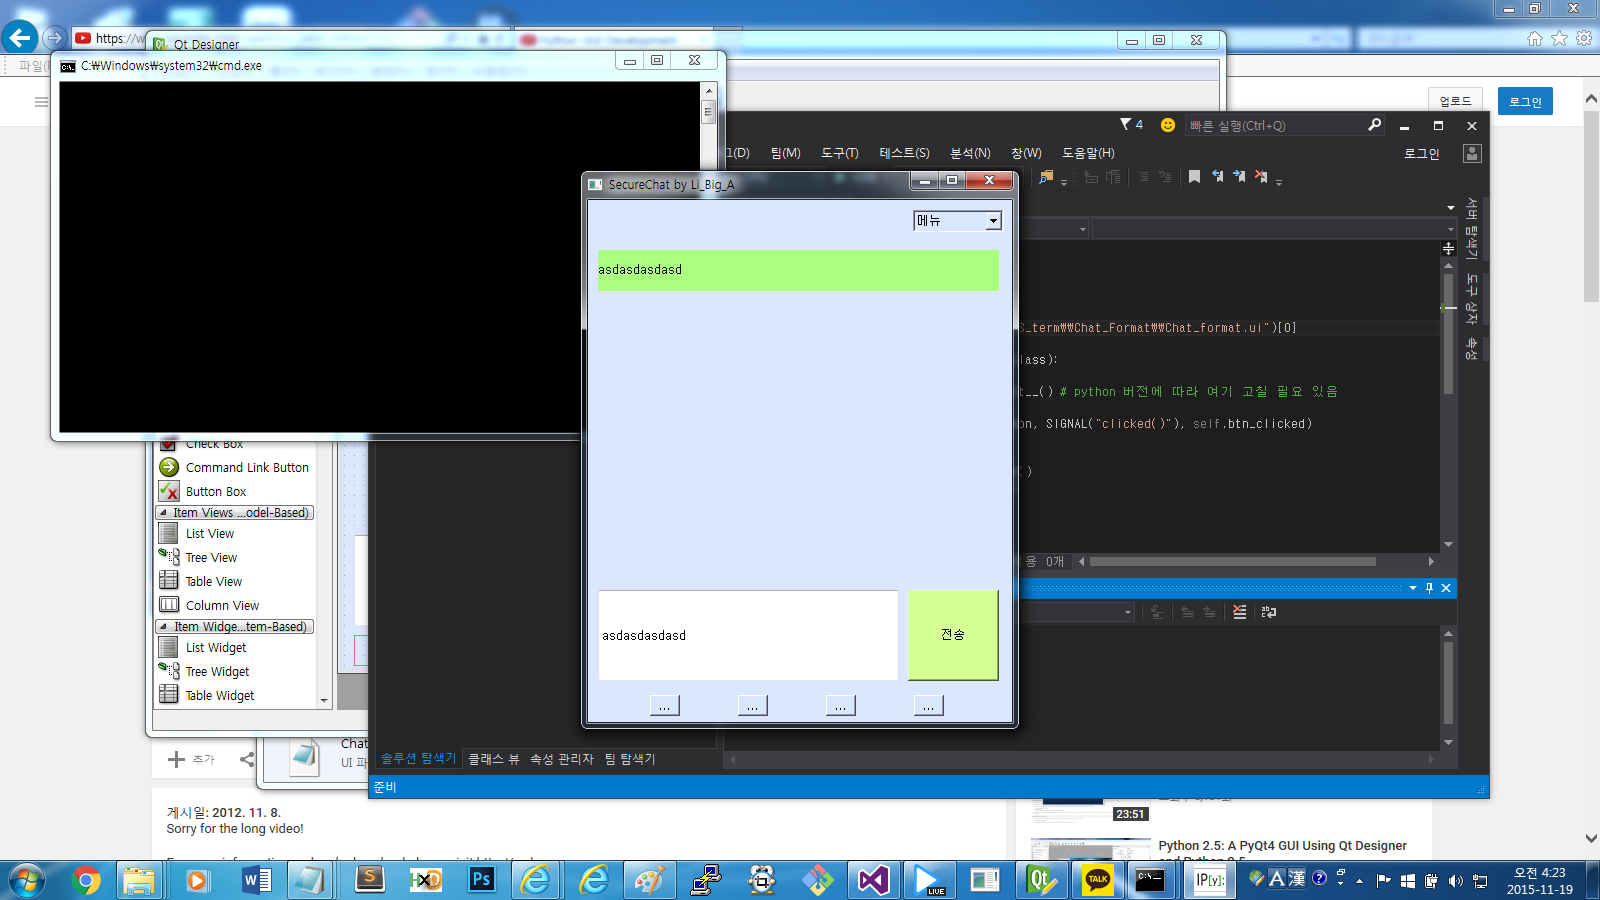 https://w
Qt Designer
파일(
C:\Windows\system32\cmd.exe
업로드
로그인
4
빠른 실행(Ctrl+Q)
(D)
팀(M)
도구(T)
테스트(S)
분석(N)
창(W)
도움말(H)
로그인
SecureChat by Li_Big_A
메뉴
asdasdasdasd
서버 탐색기
도구 상자
속성
S_term₩₩Chat_Format₩₩Chat_format.ui")[0]
lass):
t__() # python 버전에 따라 여기 고칠 필요 있음
on, SIGNAL("clicked()"), self.btn_clicked)
()
Check Box
Command Link Button
Button Box
Item Views ...odel-Based)
List View
Tree View
Table View
Column View
Item Widge...tem-Based)
List Widget
Tree Widget
Table Widget
용 0개
asdasdasdasd
전송
...
...
...
...
Chat
UI 파
추가
솔루션 탐색기
클래스 뷰
속성 관리자
팀 탐색기
준비
게시일: 2012. 11. 8.
Sorry for the long video!
23:51
Python 2.5: A PyQt4 GUI Using Qt Designer
LIVE
TALK
IP[y]:
A漢
오전 4:23
2015-11-19